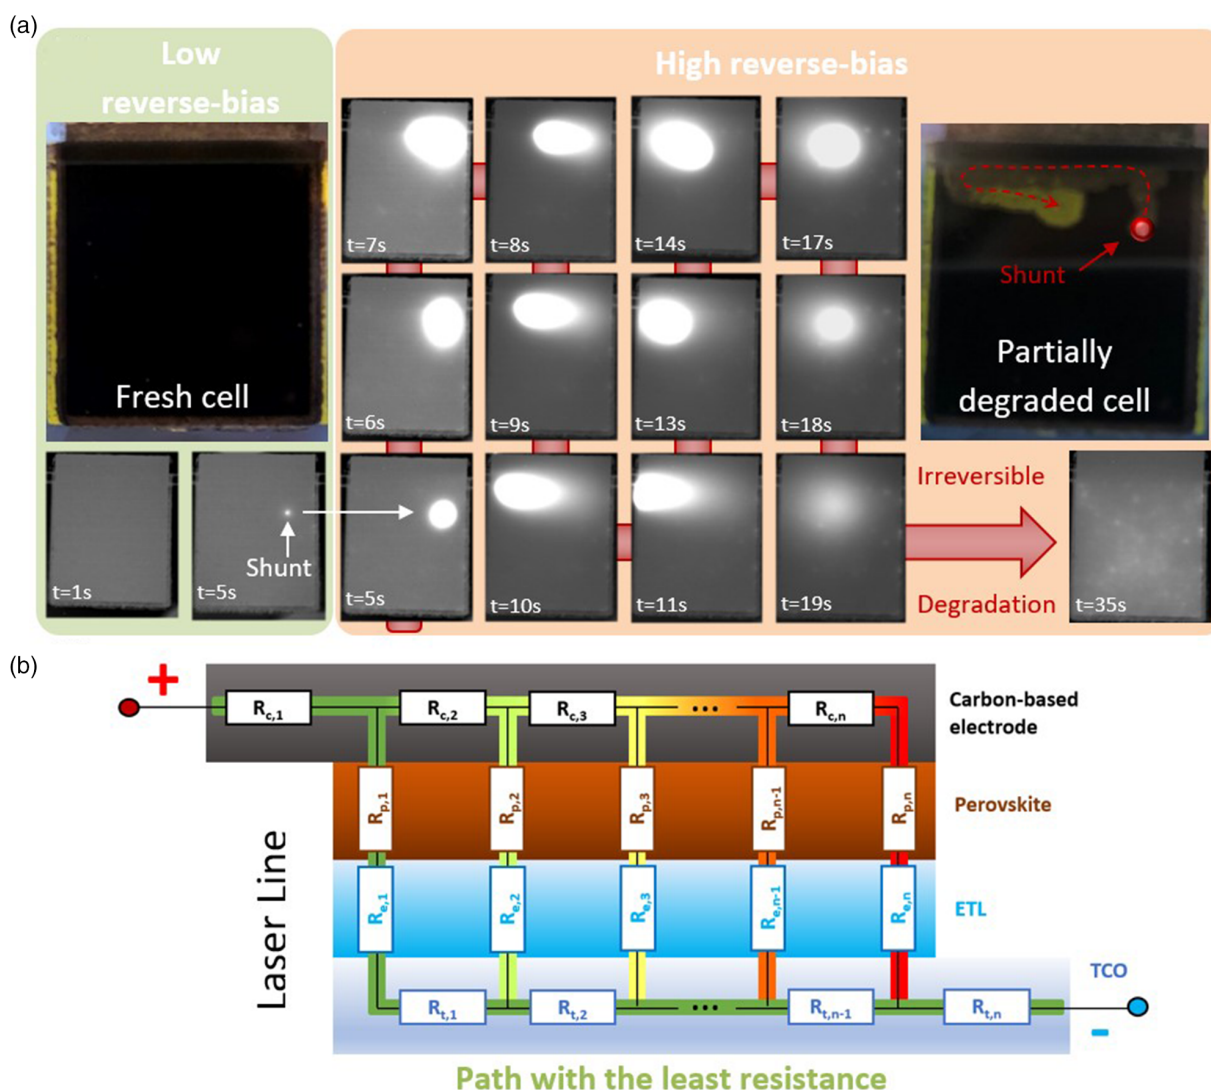 (a)
Low
reverse-bias
High reverse-bias
Fresh cell
t=1s
t=5s
Shunt
t=7s
t=8s
t=14s
t=17s
t=6s
t=9s
t=13s
t=18s
t=5s
t=10s
t=11s
t=19s
Shunt
Partially
degraded cell
Irreversible
Degradation
t=35s
(b)
+
Rc,1
Rc,2
Rc,3
...
Rc,n
Carbon-based
electrode
Rp,1
Rp,2
Rp,3
Rp,n-1
Rp,n
Perovskite
Laser Line
Re,1
Re,2
Re,3
Re,n-1
Re,n
ETL
TCO
Rt,1
Rt,2
...
Rt,n-1
Rt,n
-
Path with the least resistance